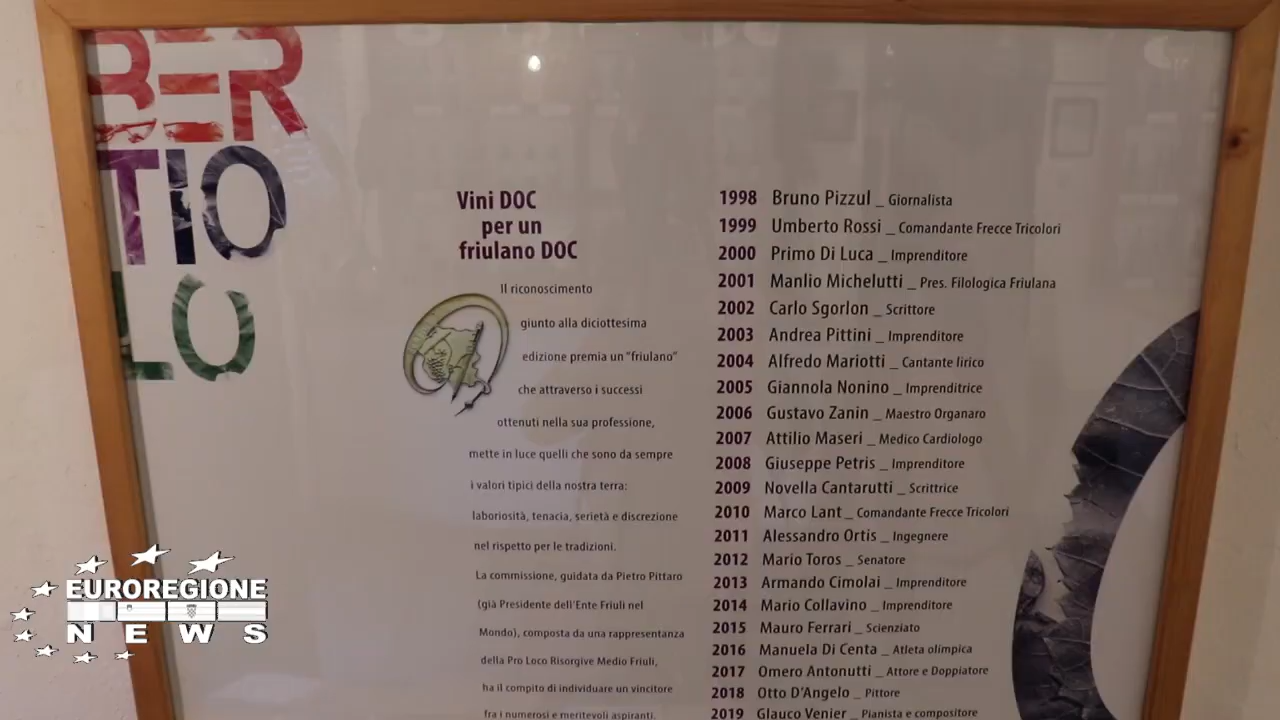 BER
TIO
LO
Vini DOC
per un
friulano DOC
Il riconoscimento
giunto alla diciottesima
edizione premia un "friulano"
che attraverso i successi
ottenuti nella sua professione,
mette in luce quelli che sono da sempre
i valori tipici della nostra terra:
laboriosità, tenacia, serietà e discrezione
nel rispetto per le tradizioni.
La commissione, guidata da Pietro Pittaro
(già Presidente dell'Ente Friuli nel
Mondo), composta da una rappresentanza
della Pro Loco Risorgive Medio Friuli,
ha il compito di individuare un vincitore
fra i numerosi e meritevoli aspiranti.
1998 Bruno Pizzul _ Giornalista
1999 Umberto Rossi _ Comandante Frecce Tricolori
2000 Primo Di Luca _ Imprenditore
2001 Manlio Michelutti _ Pres. Filologica Friulana
2002 Carlo Sgorlon _ Scrittore
2003 Andrea Pittini _ Imprenditore
2004 Alfredo Mariotti _ Cantante lirico
2005 Giannola Nonino _ Imprenditrice
2006 Gustavo Zanin _ Maestro Organaro
2007 Attilio Maseri _ Medico Cardiologo
2008 Giuseppe Petris _ Imprenditore
2009 Novella Cantarutti _ Scrittrice
2010 Marco Lant _ Comandante Frecce Tricolori
2011 Alessandro Ortis _ Ingegnere
2012 Mario Toros _ Senatore
2013 Armando Cimolai _ Imprenditore
2014 Mario Collavino _ Imprenditore
2015 Mauro Ferrari _ Scienziato
2016 Manuela Di Centa _ Atleta olimpica
2017 Omero Antonutti _ Attore e Doppiatore
2018 Otto D'Angelo _ Pittore
2019 Glauco Venier _ Pianista e compositore
EUROREGIONE
NEWS